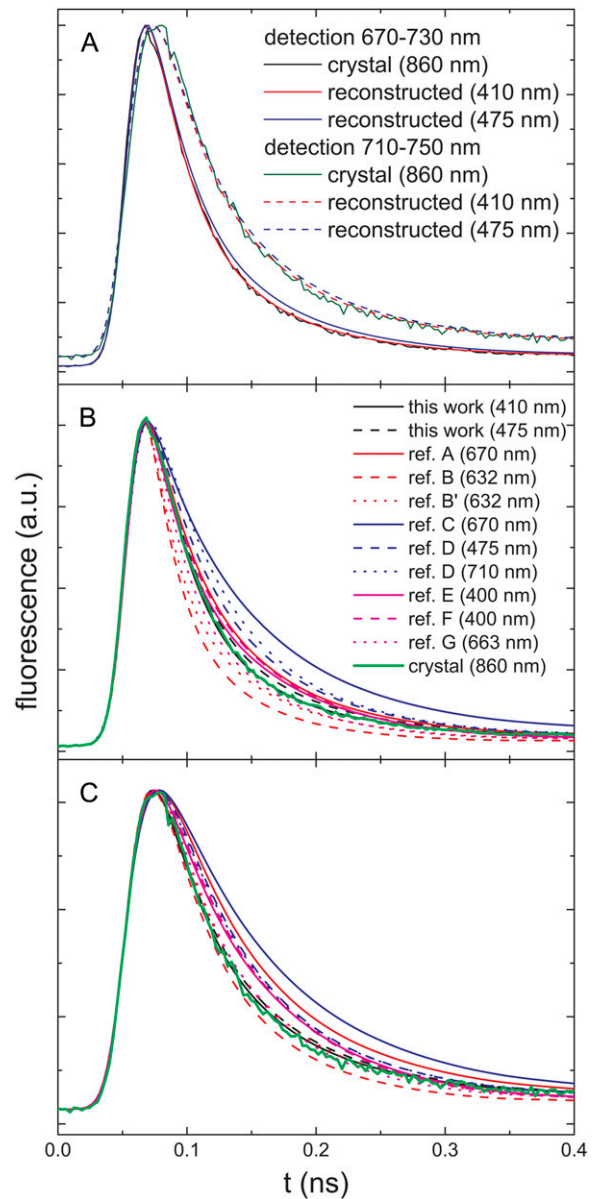 A
detection 670-730 nm
crystal (860 nm)
reconstructed (410 nm)
reconstructed (475 nm)
detection 710-750 nm
crystal (860 nm)
reconstructed (410 nm)
reconstructed (475 nm)
B
this work (410 nm)
this work (475 nm)
ref. A (670 nm)
ref. B (632 nm)
ref. B' (632 nm)
ref. C (670 nm)
ref. D (475 nm)
ref. D (710 nm)
ref. E (400 nm)
ref. F (400 nm)
ref. G (663 nm)
crystal (860 nm)
fluorescence (a.u.)
C
0.0 0.1 0.2 0.3 0.4
t (ns)